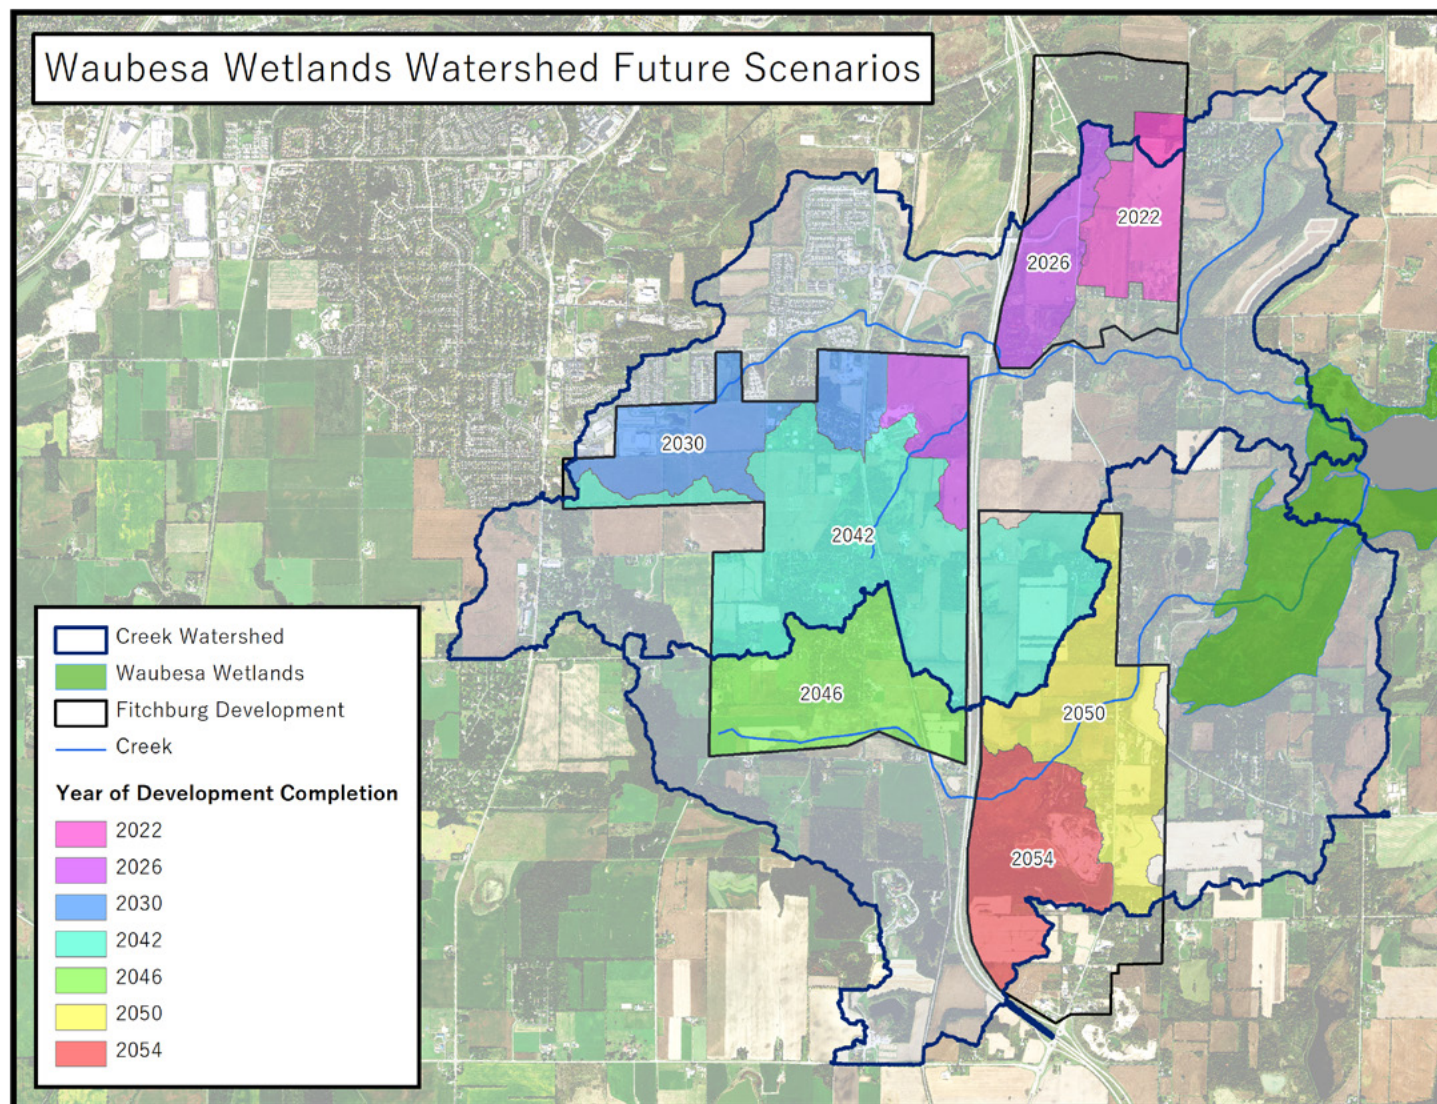 Waubesa Wetlands Watershed Future Scenarios
2022
2026
2030
2042
2046
2050
2054
Creek Watershed
Waubesa Wetlands
Fitchburg Development
Creek
Year of Development Completion
2022
2026
2030
2042
2046
2050
2054